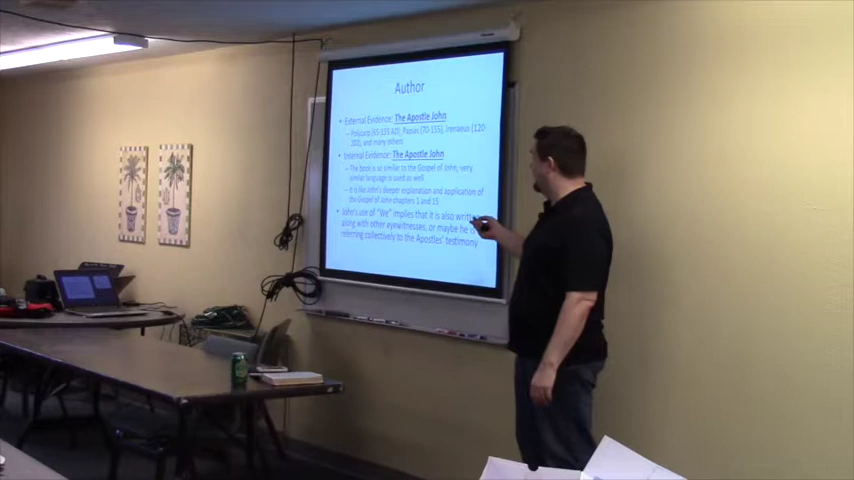 Author
• External Evidence: The Apostle John
– Polycarp (65-155 AD), Papias (70-155), Irenaeus (120-
202), and many others
• Internal Evidence: The Apostle John
– The book is so similar to the Gospel of John, very
similar language is used as well
– It is like John's deeper explanation and application of
the Gospel of John chapters 1 and 15
• John's use of "We" implies that it is also
along with other eyewitnesses, or maybe he is
referring collectively to the Apostles' testimony